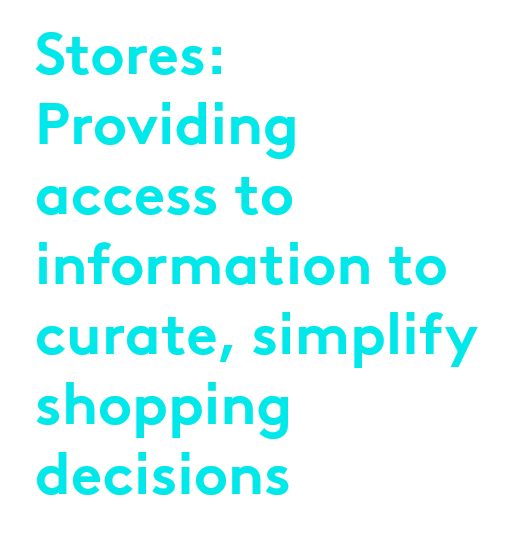 Stores:
Providing
access to
information to
curate, simplify
shopping
decisions